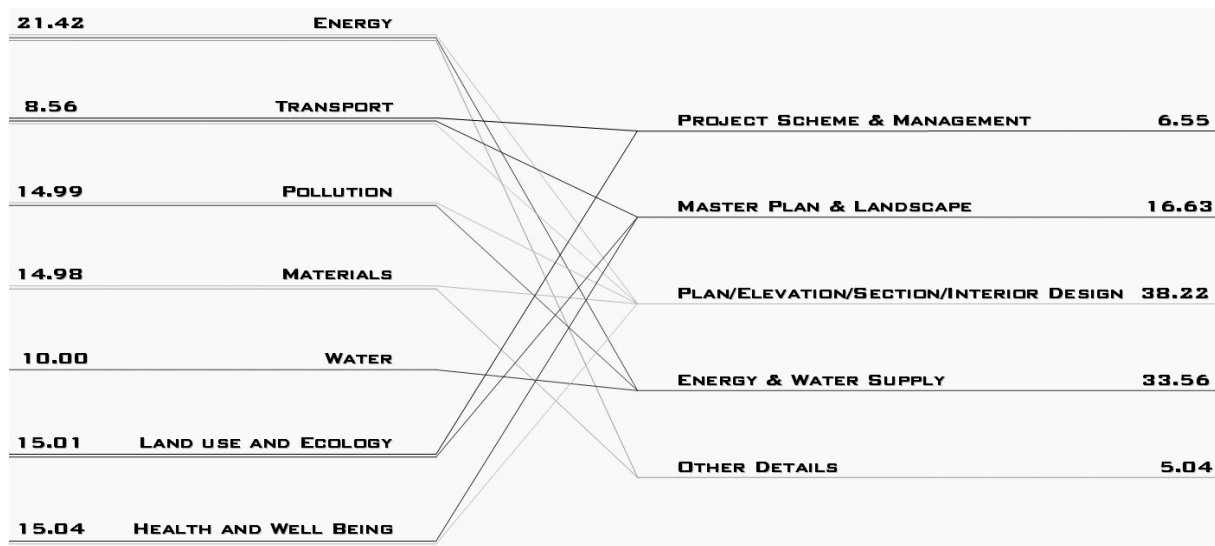 21.42 Energy
8.56 Transport
14.99 Pollution
14.98 Materials
10.00 Water
15.01 Land use and Ecology
15.04 Health and Well Being
Project Scheme & Management 6.55
Master Plan & Landscape 16.63
Plan/Elevation/Section/Interior Design 38.22
Energy & Water Supply 33.56
Other Details 5.04